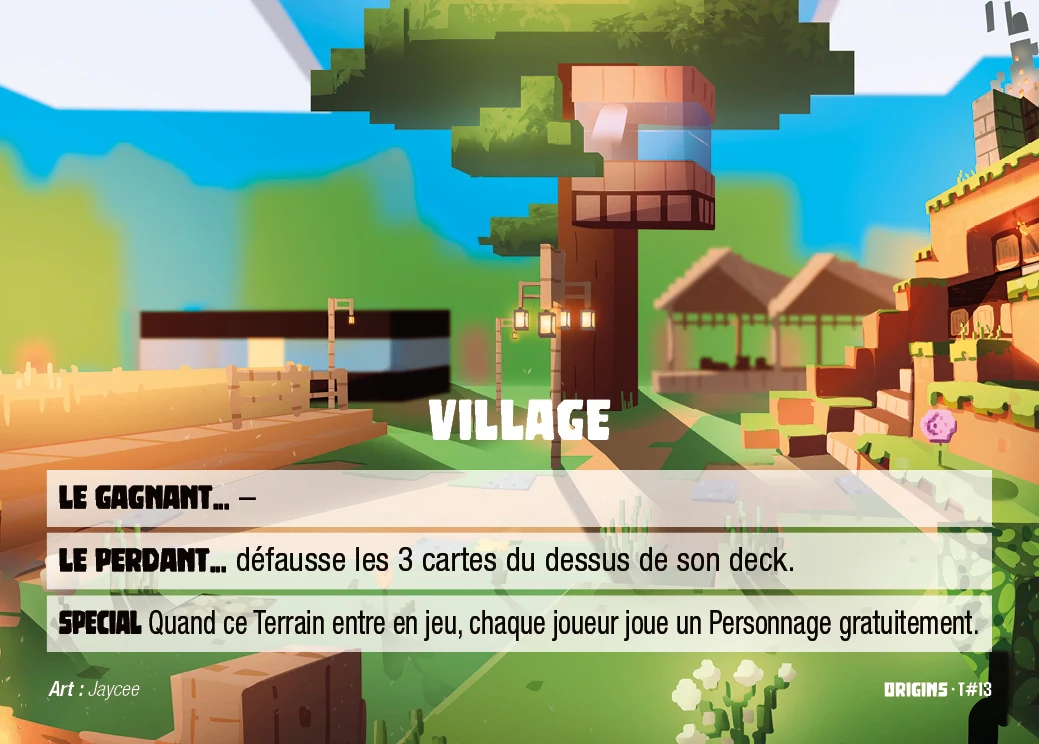 VILLAGE
LE GAGNANT... –
LE PERDANT... défausse les 3 cartes du dessus de son deck.
SPECIAL Quand ce Terrain entre en jeu, chaque joueur joue un Personnage gratuitement.
Art : Jaycee
ORIGINS · T#13